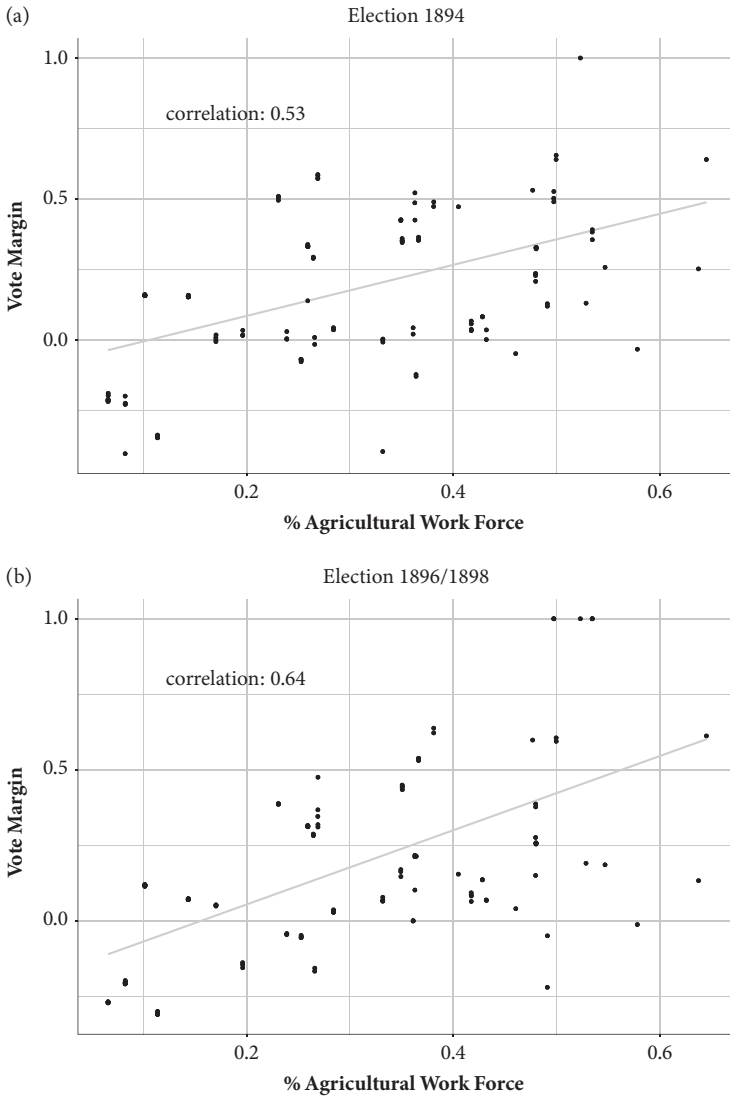 (a)
Election 1894
1.0
correlation: 0.53
0.5
Vote Margin
0.0
0.2 0.4 0.6
% Agricultural Work Force
(b)
Election 1896/1898
1.0
correlation: 0.64
0.5
Vote Margin
0.0
0.2 0.4 0.6
% Agricultural Work Force